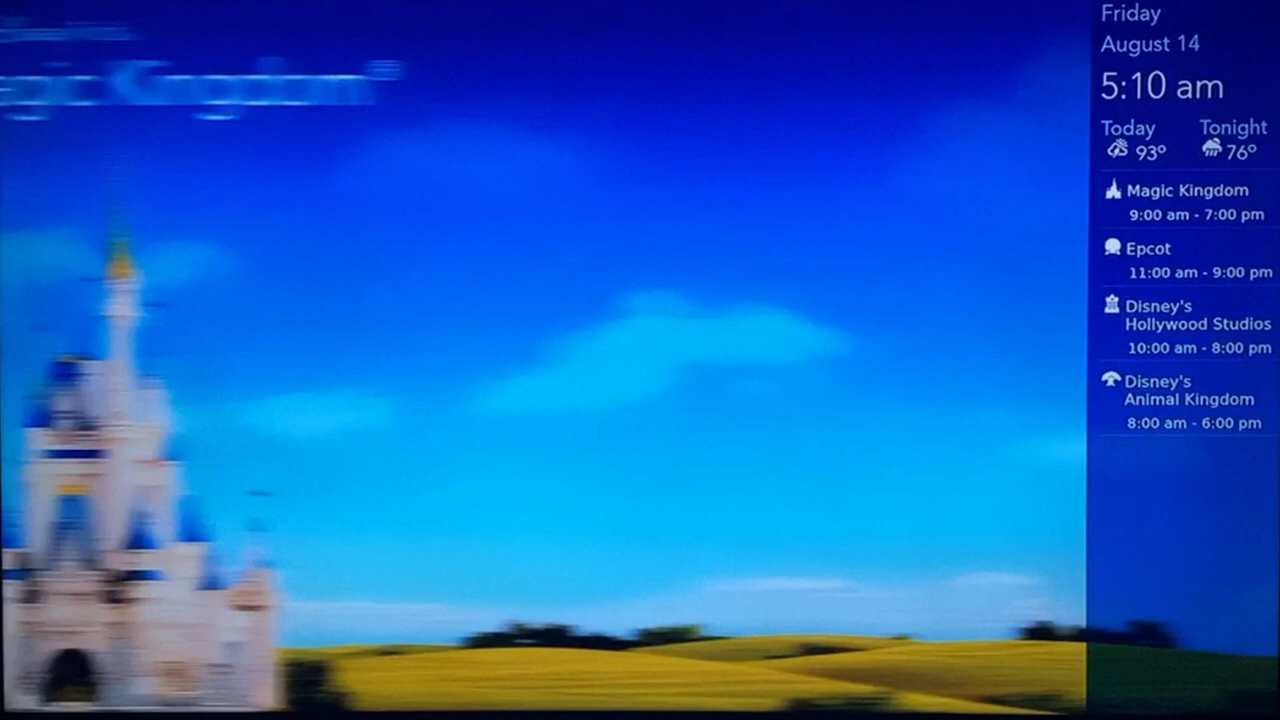 Kingdom
Friday
August 14
5:10 am
Today Tonight
93° 76°
Magic Kingdom
9:00 am - 7:00 pm
Epcot
11:00 am - 9:00 pm
Disney's
Hollywood Studios
10:00 am - 8:00 pm
Disney's
Animal Kingdom
8:00 am - 6:00 pm